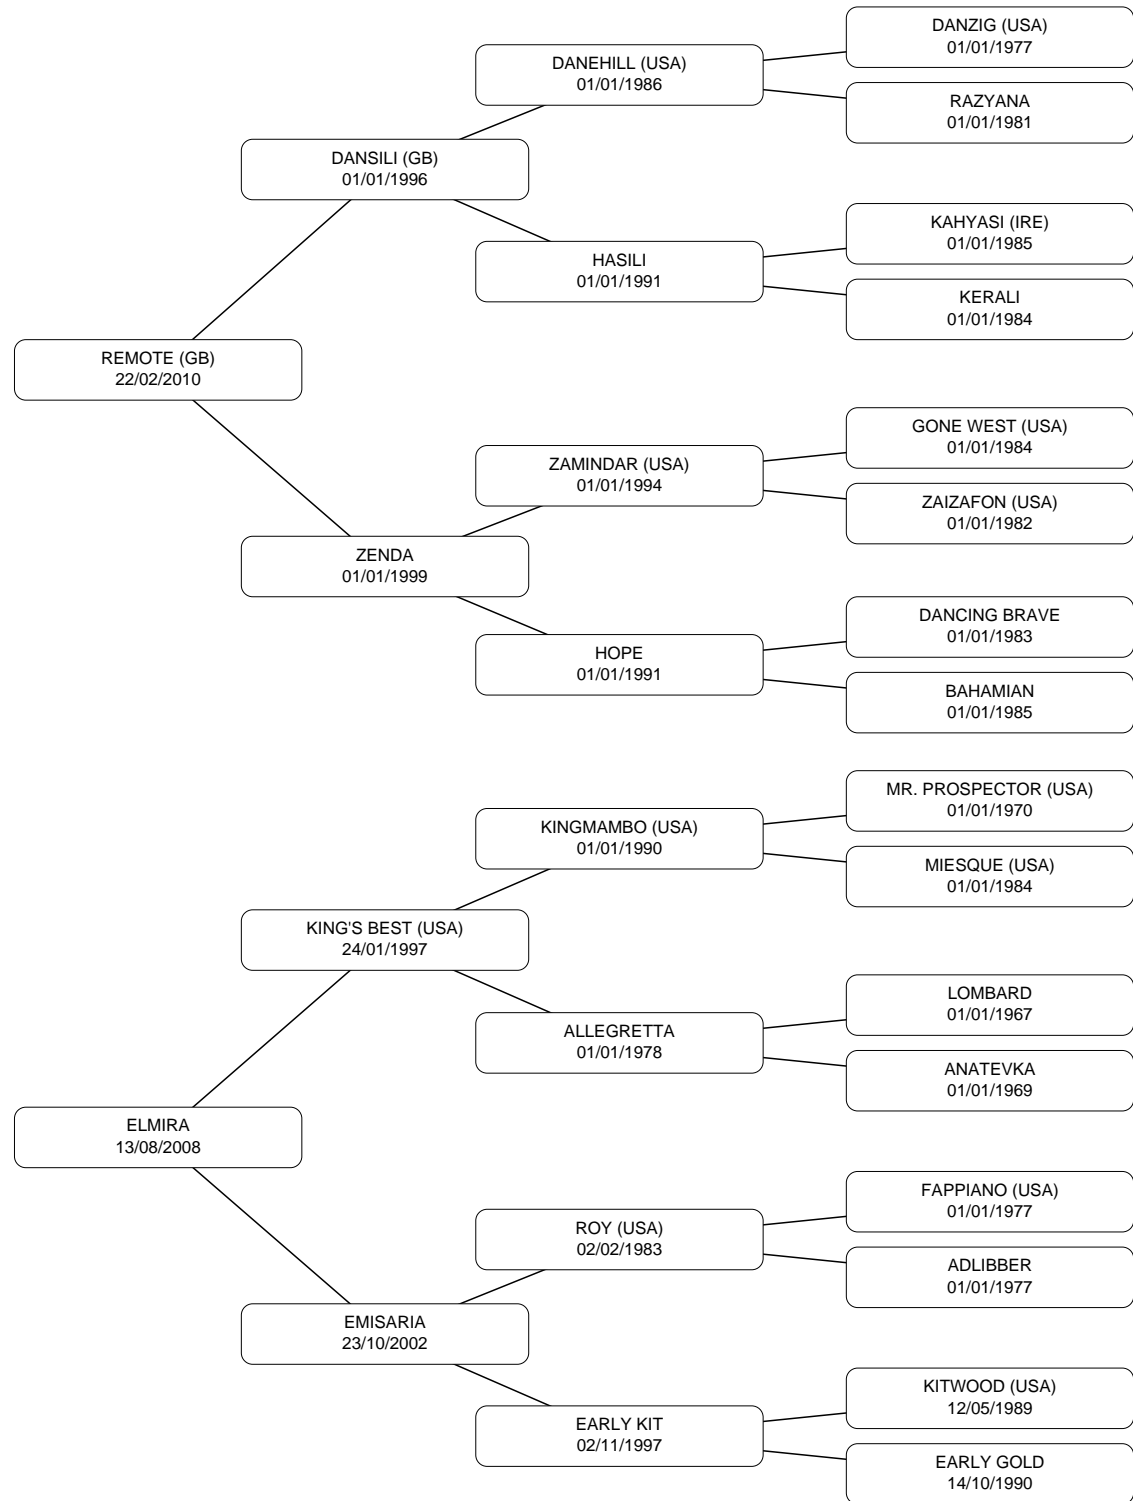 DANZIG (USA)
01/01/1977
DANEHILL (USA)
01/01/1986
RAZYANA
01/01/1981
DANSILI (GB)
01/01/1996
KAHYASI (IRE)
01/01/1985
HASILI
01/01/1991
KERALI
01/01/1984
REMOTE (GB)
22/02/2010
GONE WEST (USA)
01/01/1984
ZAMINDAR (USA)
01/01/1994
ZAIZAFON (USA)
01/01/1982
ZENDA
01/01/1999
DANCING BRAVE
01/01/1983
HOPE
01/01/1991
BAHAMIAN
01/01/1985
MR. PROSPECTOR (USA)
01/01/1970
KINGMAMBO (USA)
01/01/1990
MIESQUE (USA)
01/01/1984
KING'S BEST (USA)
24/01/1997
LOMBARD
01/01/1967
ALLEGRETTA
01/01/1978
ANATEVKA
01/01/1969
ELMIRA
13/08/2008
FAPPIANO (USA)
01/01/1977
ROY (USA)
02/02/1983
ADLIBBER
01/01/1977
EMISARIA
23/10/2002
KITWOOD (USA)
12/05/1989
EARLY KIT
02/11/1997
EARLY GOLD
14/10/1990